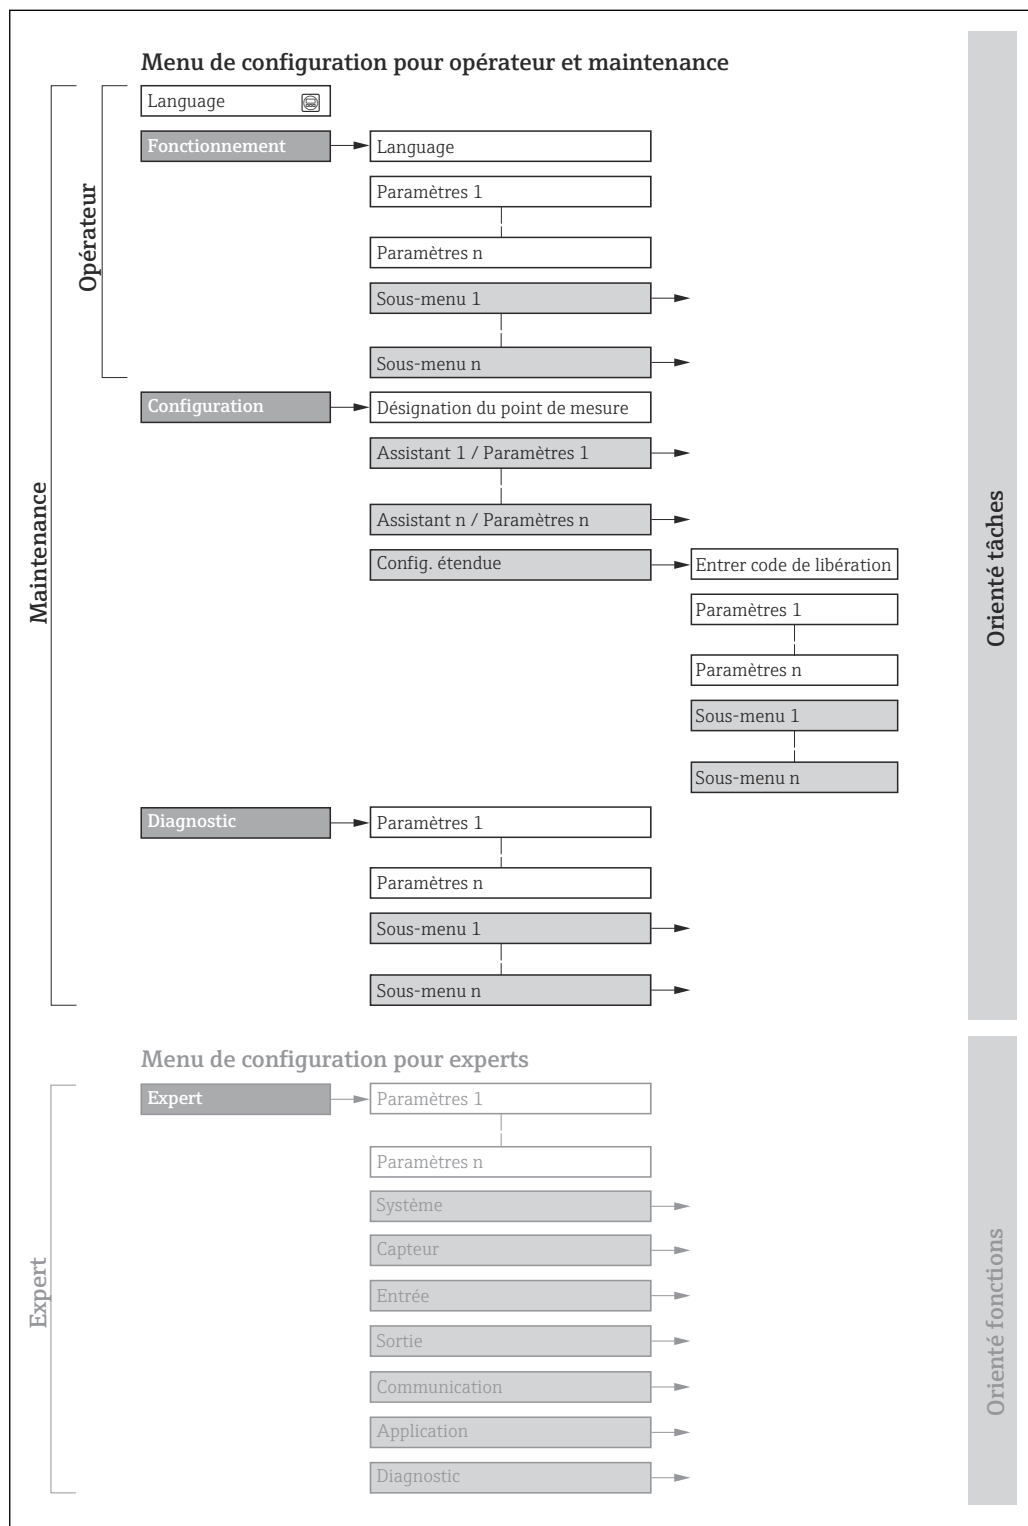 Menu de configuration pour opérateur et maintenance
Language
Fonctionnement
Language
Paramètres 1
Paramètres n
Sous-menu 1
Sous-menu n
Opérateur
Configuration
Désignation du point de mesure
Assistant 1 / Paramètres 1
Assistant n / Paramètres n
Config. étendue
Entrer code de libération
Paramètres 1
Paramètres n
Sous-menu 1
Sous-menu n
Maintenance
Orienté tâches
Diagnostic
Paramètres 1
Paramètres n
Sous-menu 1
Sous-menu n
Menu de configuration pour experts
Expert
Paramètres 1
Paramètres n
Système
Capteur
Entrée
Sortie
Communication
Application
Diagnostic
Expert
Orienté fonctions